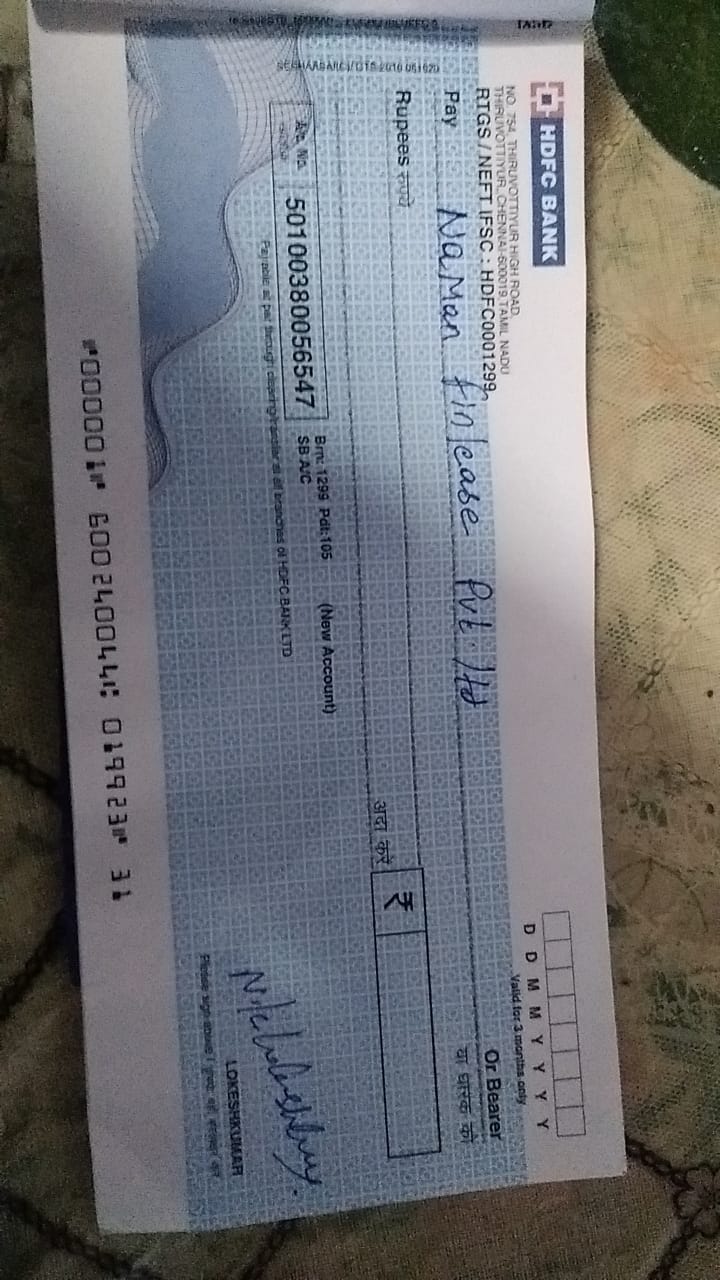 HDFC BANK
NO. 754, THIRUVOTTIYUR HIGH ROAD,
THIRUVOTTIYUR, CHENNAI-600019 TAMIL NADU
RTGS / NEFT IFSC : HDFC0001299
D D M M Y Y Y Y
Valid for 3 months only
Pay Naman finlease Pvt. ltd Or Bearer
या धारक को
Rupees रुपये
अदा करें ₹
A/c. No. 50100380056547
Brn: 1299 Pdt:105 (New Account)
SB A/C
Payable at par through clearing/transfer at all branches of HDFC BANK LTD
LOKESHKUMAR
Please sign above /
⑈000001⑈ 600240044⑆ 019923⑈ 31